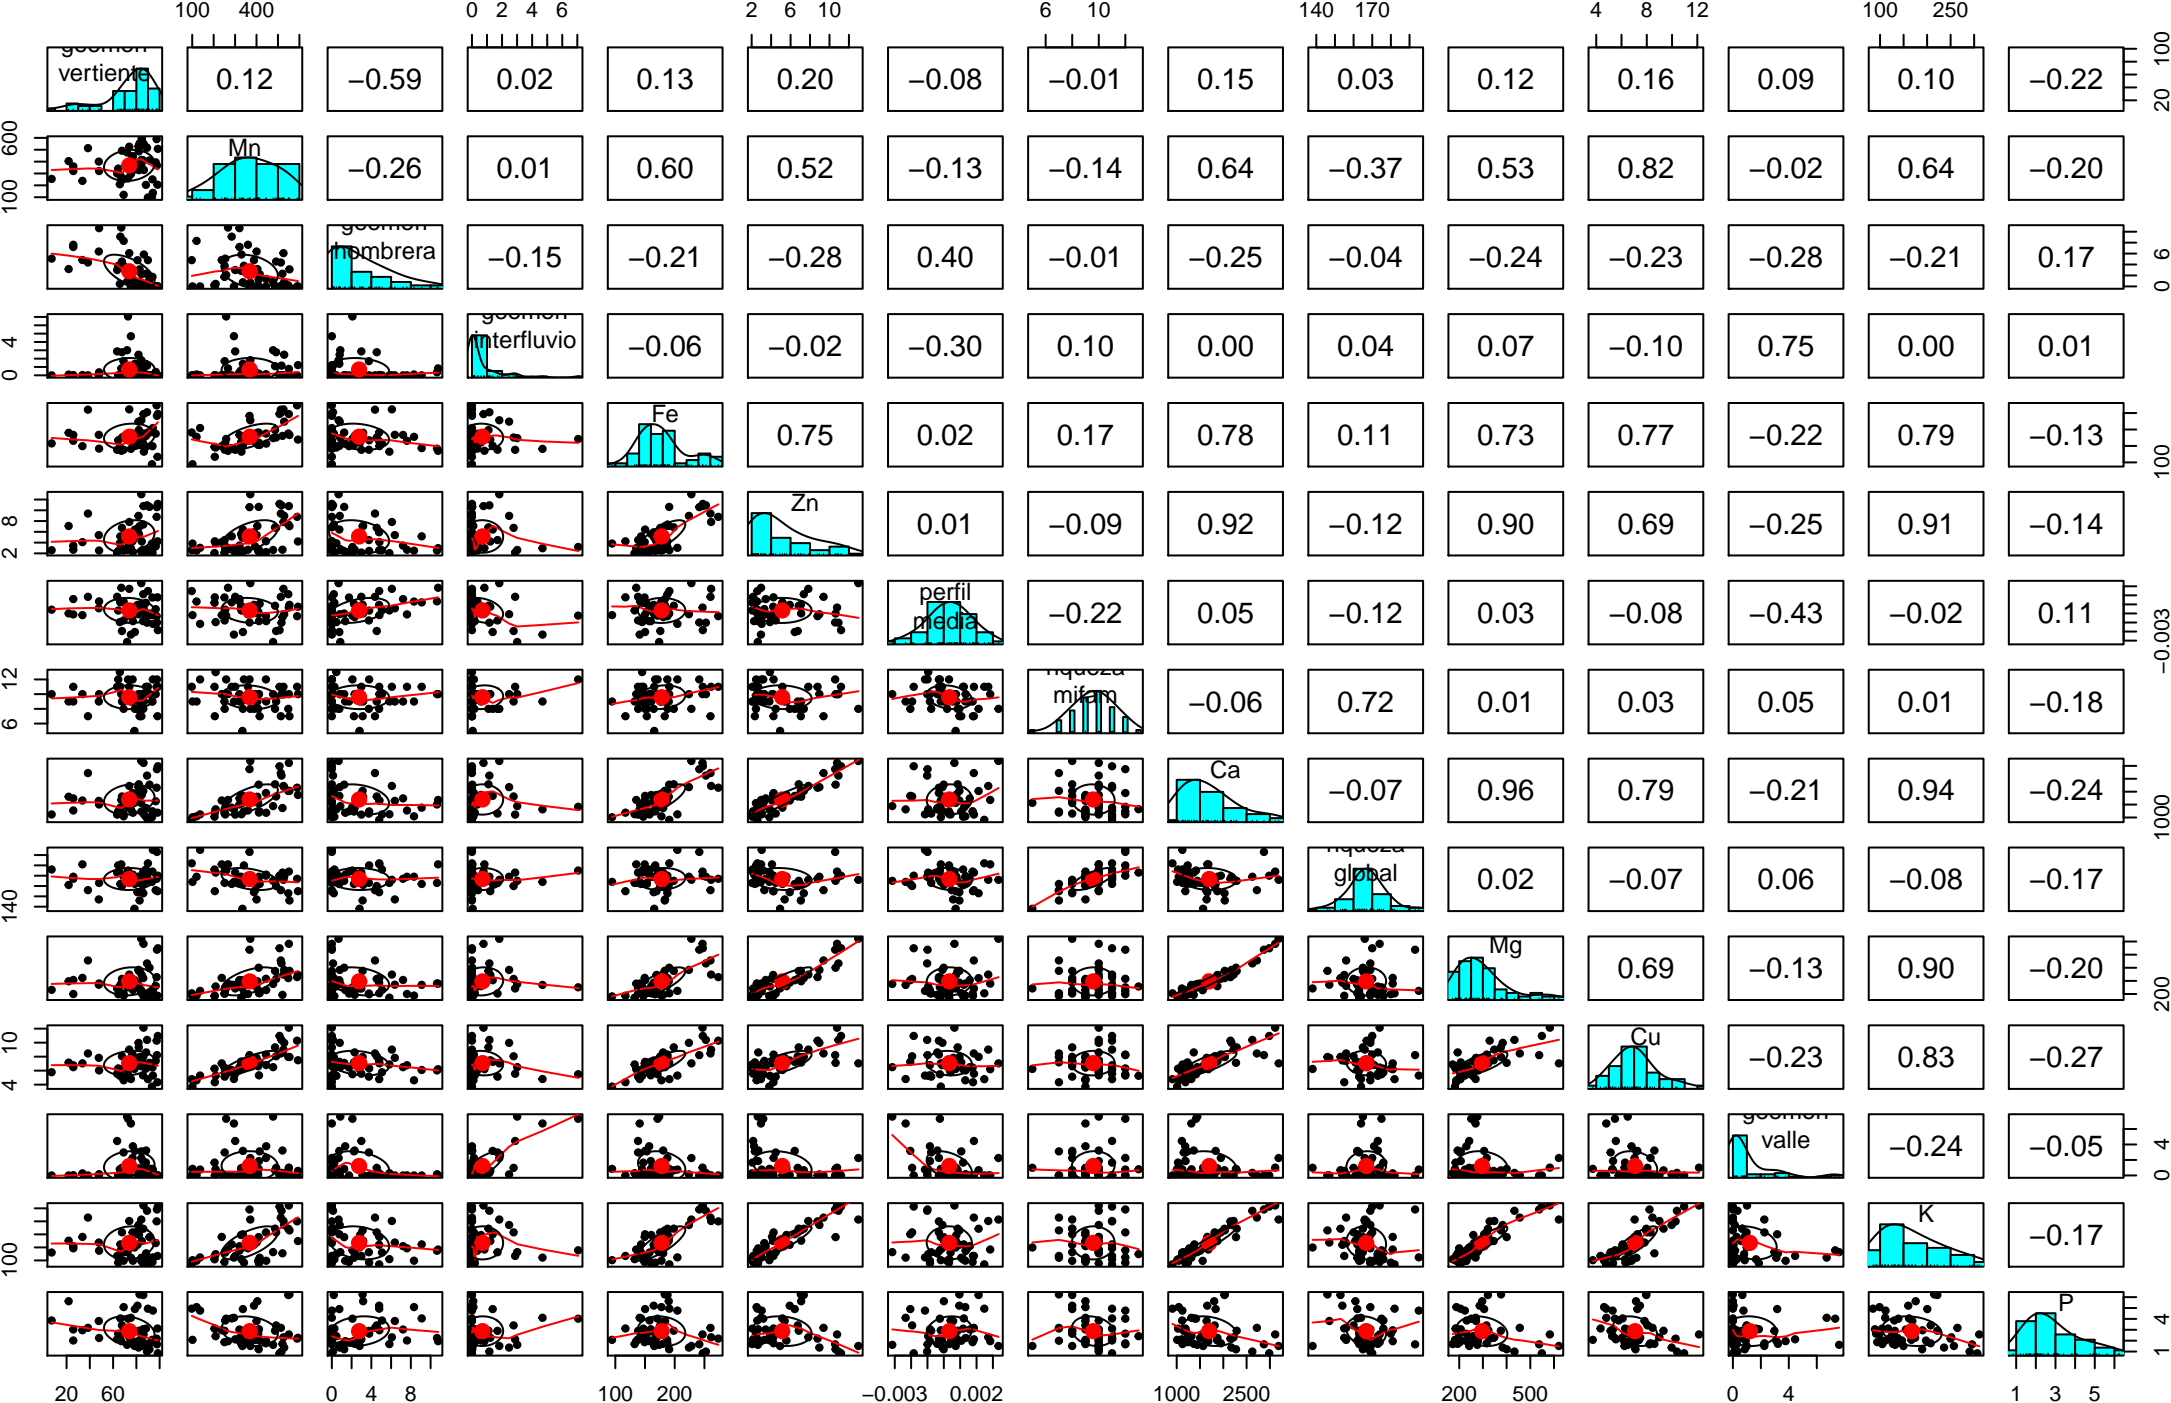 100 400 0 2 4 6 2 6 10 6 10 140 170 4 8 12 100 250
vertiente 0.12 −0.59 0.02 0.13 0.20 −0.08 −0.01 0.15 0.03 0.12 0.16 0.09 0.10 −0.22 20 100
100 600 Mn −0.26 0.01 0.60 0.52 −0.13 −0.14 0.64 −0.37 0.53 0.82 −0.02 0.64 −0.20
hombrera −0.15 −0.21 −0.28 0.40 −0.01 −0.25 −0.04 −0.24 −0.23 −0.28 −0.21 0.17 0 6
0 4 interfluvio −0.06 −0.02 −0.30 0.10 0.00 0.04 0.07 −0.10 0.75 0.00 0.01
Fe 0.75 0.02 0.17 0.78 0.11 0.73 0.77 −0.22 0.79 −0.13 100
2 8 Zn 0.01 −0.09 0.92 −0.12 0.90 0.69 −0.25 0.91 −0.14
perfil
media −0.22 0.05 −0.12 0.03 −0.08 −0.43 −0.02 0.11 −0.003
6 12 mifam −0.06 0.72 0.01 0.03 0.05 0.01 −0.18
Ca −0.07 0.96 0.79 −0.21 0.94 −0.24 1000
140 global 0.02 −0.07 0.06 −0.08 −0.17
Mg 0.69 −0.13 0.90 −0.20 200
4 10 Cu −0.23 0.83 −0.27
valle −0.24 −0.05 0 4
100 K −0.17
P 1 4
20 60 0 4 8 100 200 −0.003 0.002 1000 2500 200 500 0 4 1 3 5